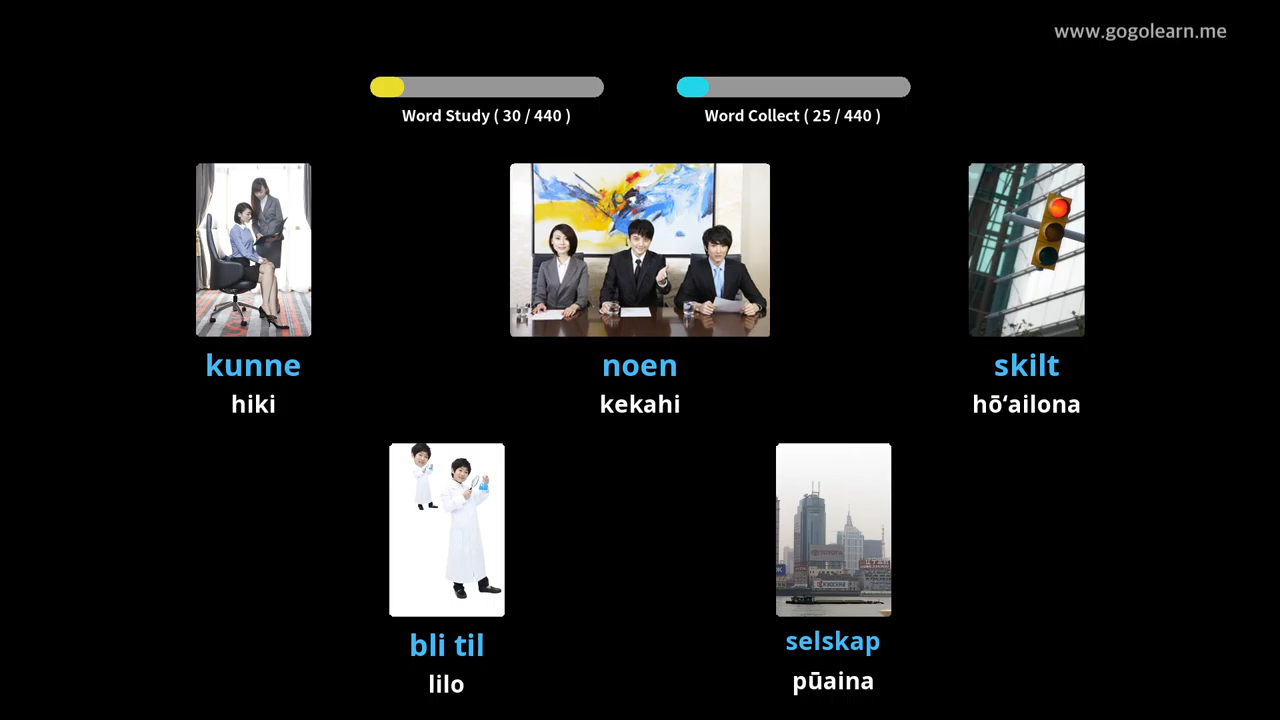 www.gogolearn.me
Word Study ( 30 / 440 )
Word Collect ( 25 / 440 )
kunne
hiki
noen
kekahi
skilt
hōʻailona
TOYOTA
bli til
lilo
selskap
pūaina